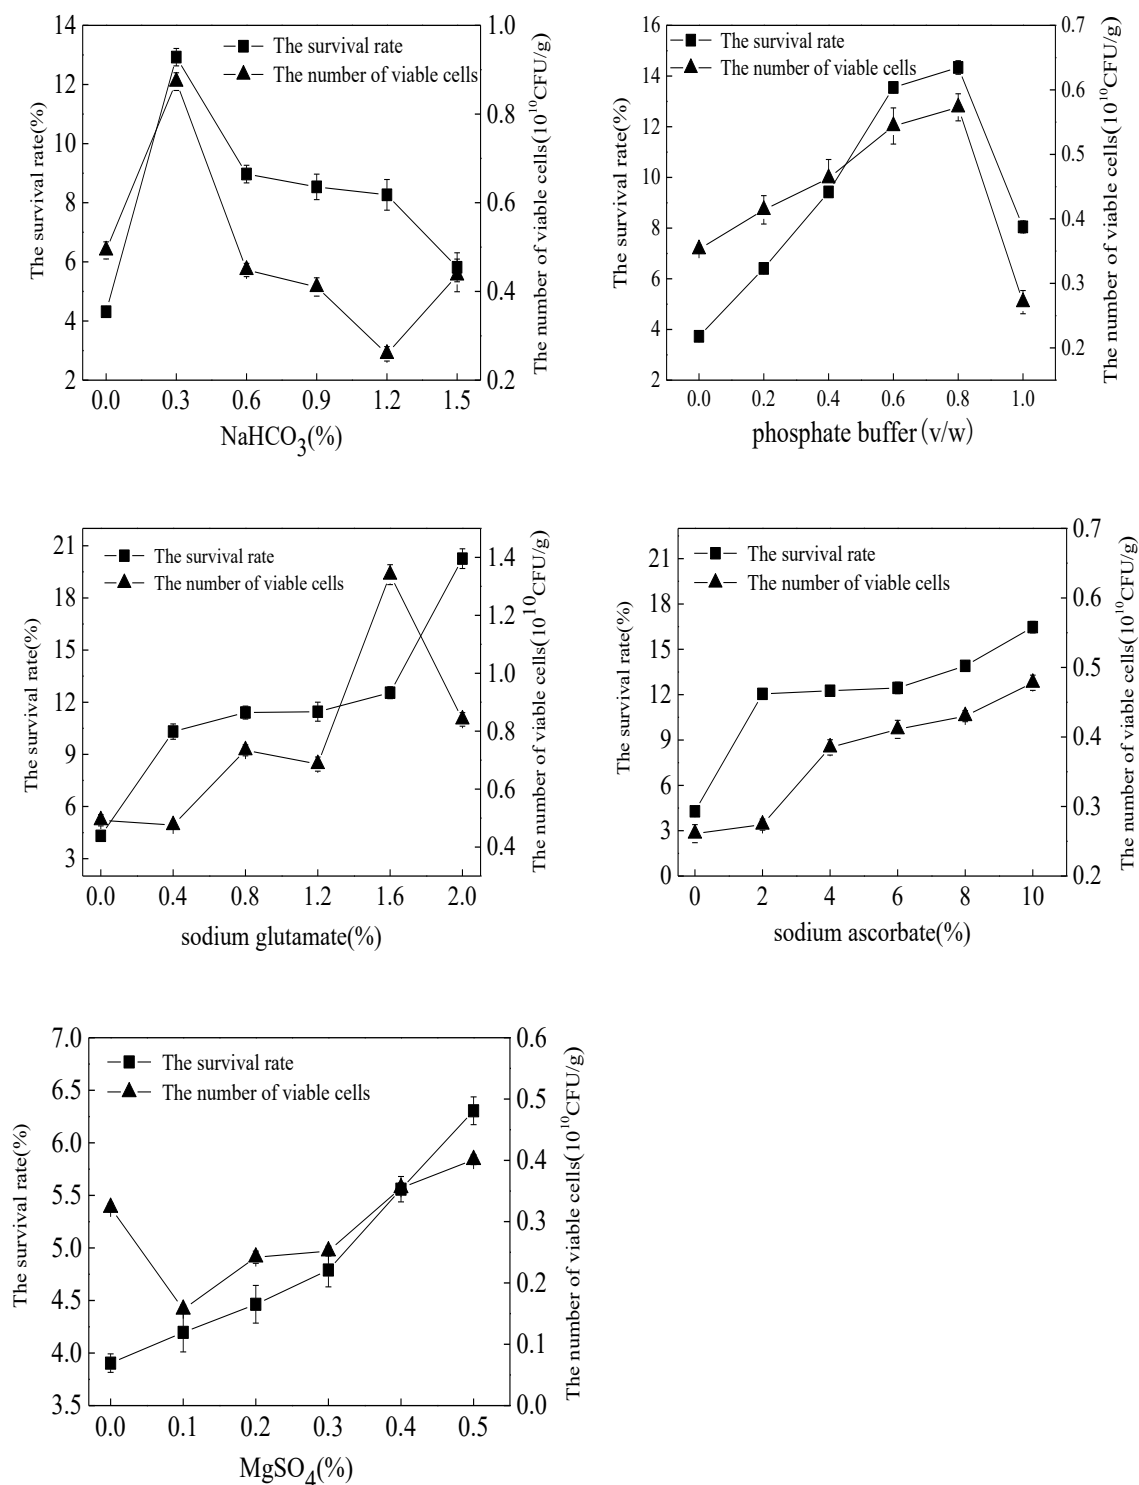 The survival rate(%)
14
12
10
8
6
4
2
The survival rate
The number of viable cells
1.0
0.8
0.6
0.4
0.2
The number of viable cells(10¹⁰CFU/g)
0.0 0.3 0.6 0.9 1.2 1.5
NaHCO₃(%)
The survival rate(%)
16
14
12
10
8
6
4
2
The survival rate
The number of viable cells
0.7
0.6
0.5
0.4
0.3
0.2
The number of viable cells(10¹⁰CFU/g)
0.0 0.2 0.4 0.6 0.8 1.0
phosphate buffer (v/w)
The survival rate(%)
21
18
15
12
9
6
3
The survival rate
The number of viable cells
1.4
1.2
1.0
0.8
0.6
0.4
The number of viable cells(10¹⁰CFU/g)
0.0 0.4 0.8 1.2 1.6 2.0
sodium glutamate(%)
The survival rate(%)
21
18
15
12
9
6
3
0
The survival rate
The number of viable cells
0.7
0.6
0.5
0.4
0.3
0.2
The number of viable cells(10¹⁰CFU/g)
0 2 4 6 8 10
sodium ascorbate(%)
The survival rate(%)
7.0
6.5
6.0
5.5
5.0
4.5
4.0
3.5
The survival rate
The number of viable cells
0.6
0.5
0.4
0.3
0.2
0.1
0.0
The number of viable cells(10¹⁰CFU/g)
0.0 0.1 0.2 0.3 0.4 0.5
MgSO₄(%)